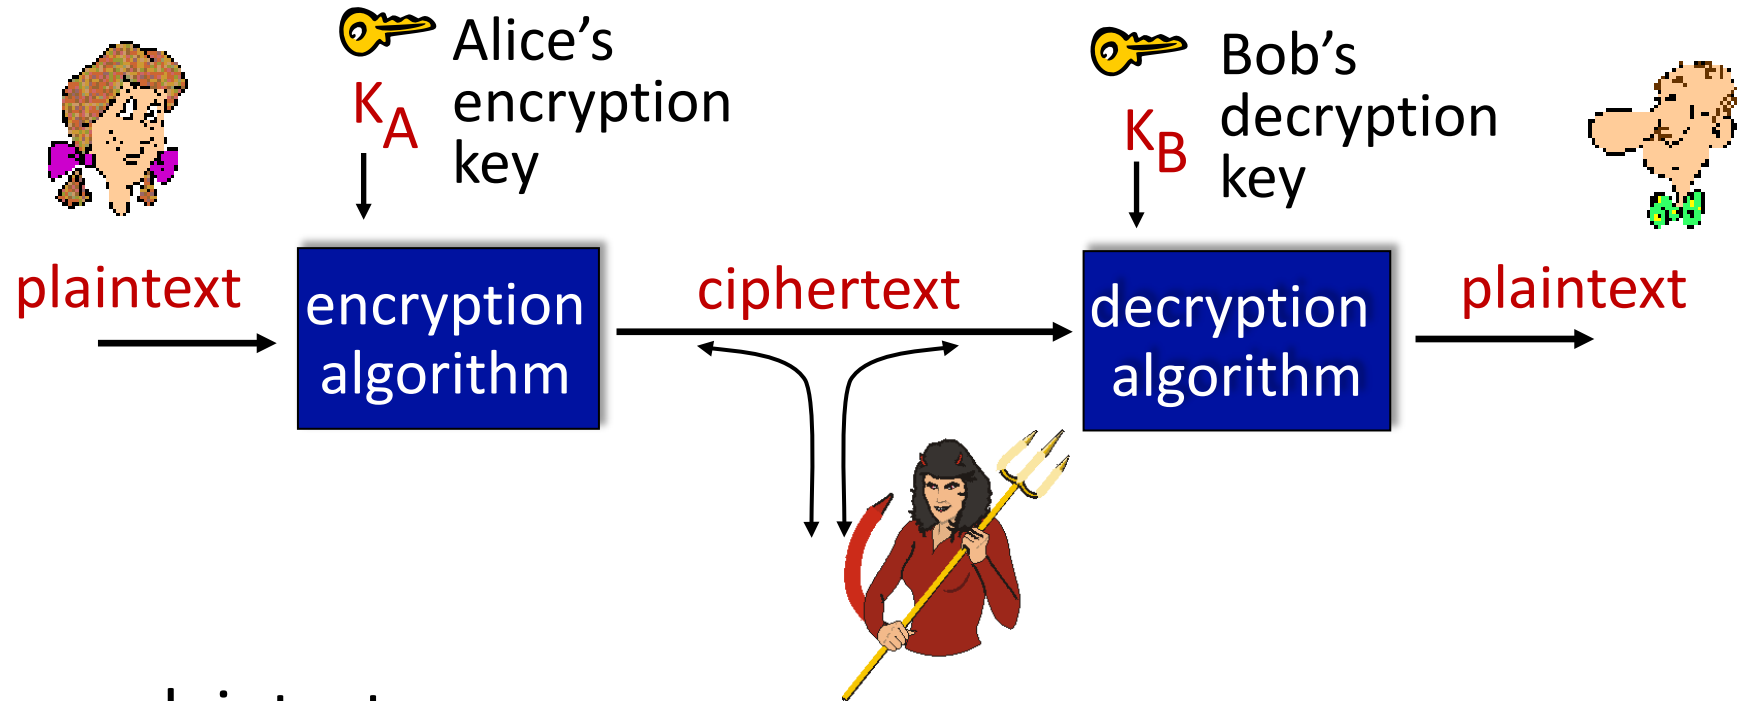 Alice’s
encryption
key
K
A
Bob’s
decryption
key
K
B
plaintext
encryption
algorithm
ciphertext
decryption
algorithm
plaintext